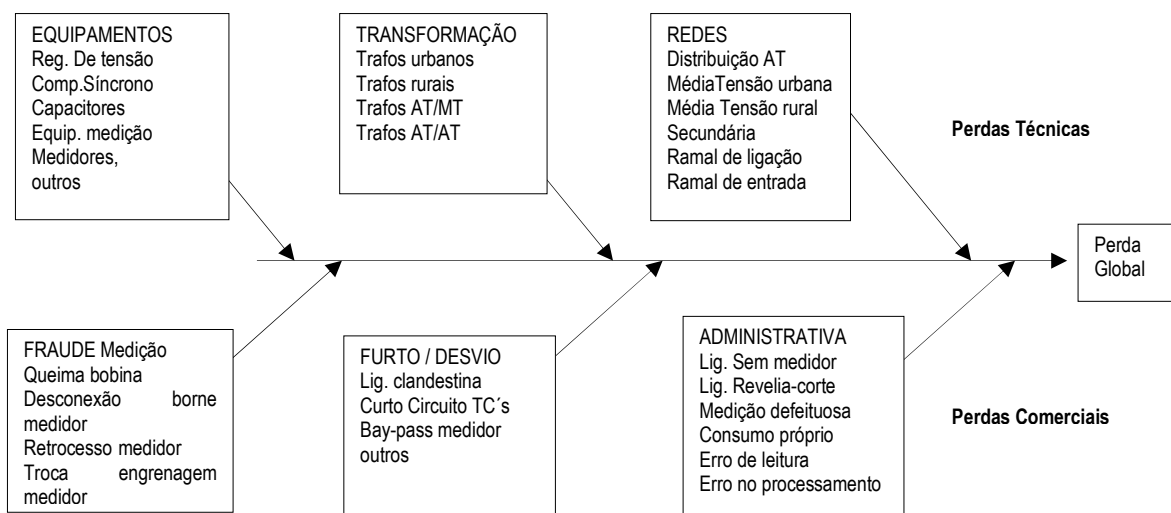 EQUIPAMENTOS
Reg. De tensão
Comp.Síncrono
Capacitores
Equip. medição
Medidores,
outros
TRANSFORMAÇÃO
Trafos urbanos
Trafos rurais
Trafos AT/MT
Trafos AT/AT
REDES
Distribuição AT
MédiaTensão urbana
Média Tensão rural
Secundária
Ramal de ligação
Ramal de entrada
Perdas Técnicas
Perda
Global
FRAUDE Medição
Queima bobina
Desconexão borne
medidor
Retrocesso medidor
Troca engrenagem
medidor
FURTO / DESVIO
Lig. clandestina
Curto Circuito TC´s
Bay-pass medidor
outros
ADMINISTRATIVA
Lig. Sem medidor
Lig. Revelia-corte
Medição defeituosa
Consumo próprio
Erro de leitura
Erro no processamento
Perdas Comerciais